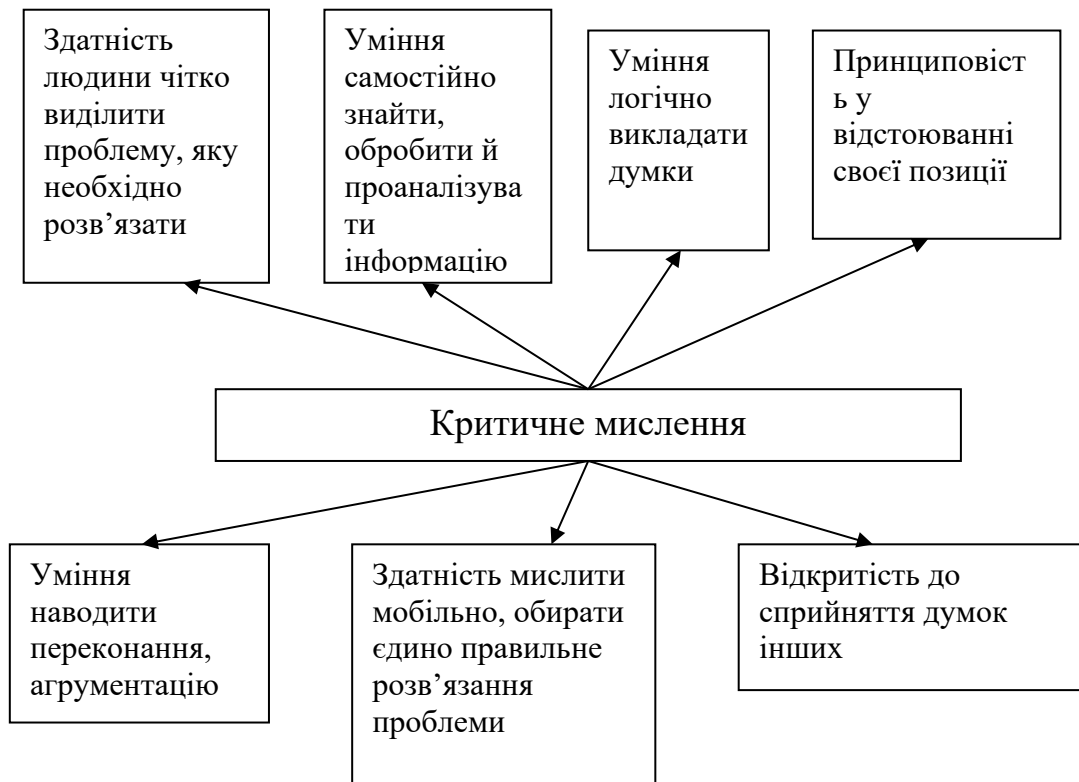 Здатність
людини чітко
виділити
проблему, яку
необхідно
розв’язати
Уміння
самостійно
знайти,
обробити й
проаналізува
ти
інформацію
Уміння
логічно
викладати
думки
Принциповіст
ь у
відстоюванні
своєї позиції
Критичне мислення
Уміння
наводити
переконання,
агрументацію
Здатність мислити
мобільно, обирати
єдино правильне
розв’язання
проблеми
Відкритість до
сприйняття думок
інших